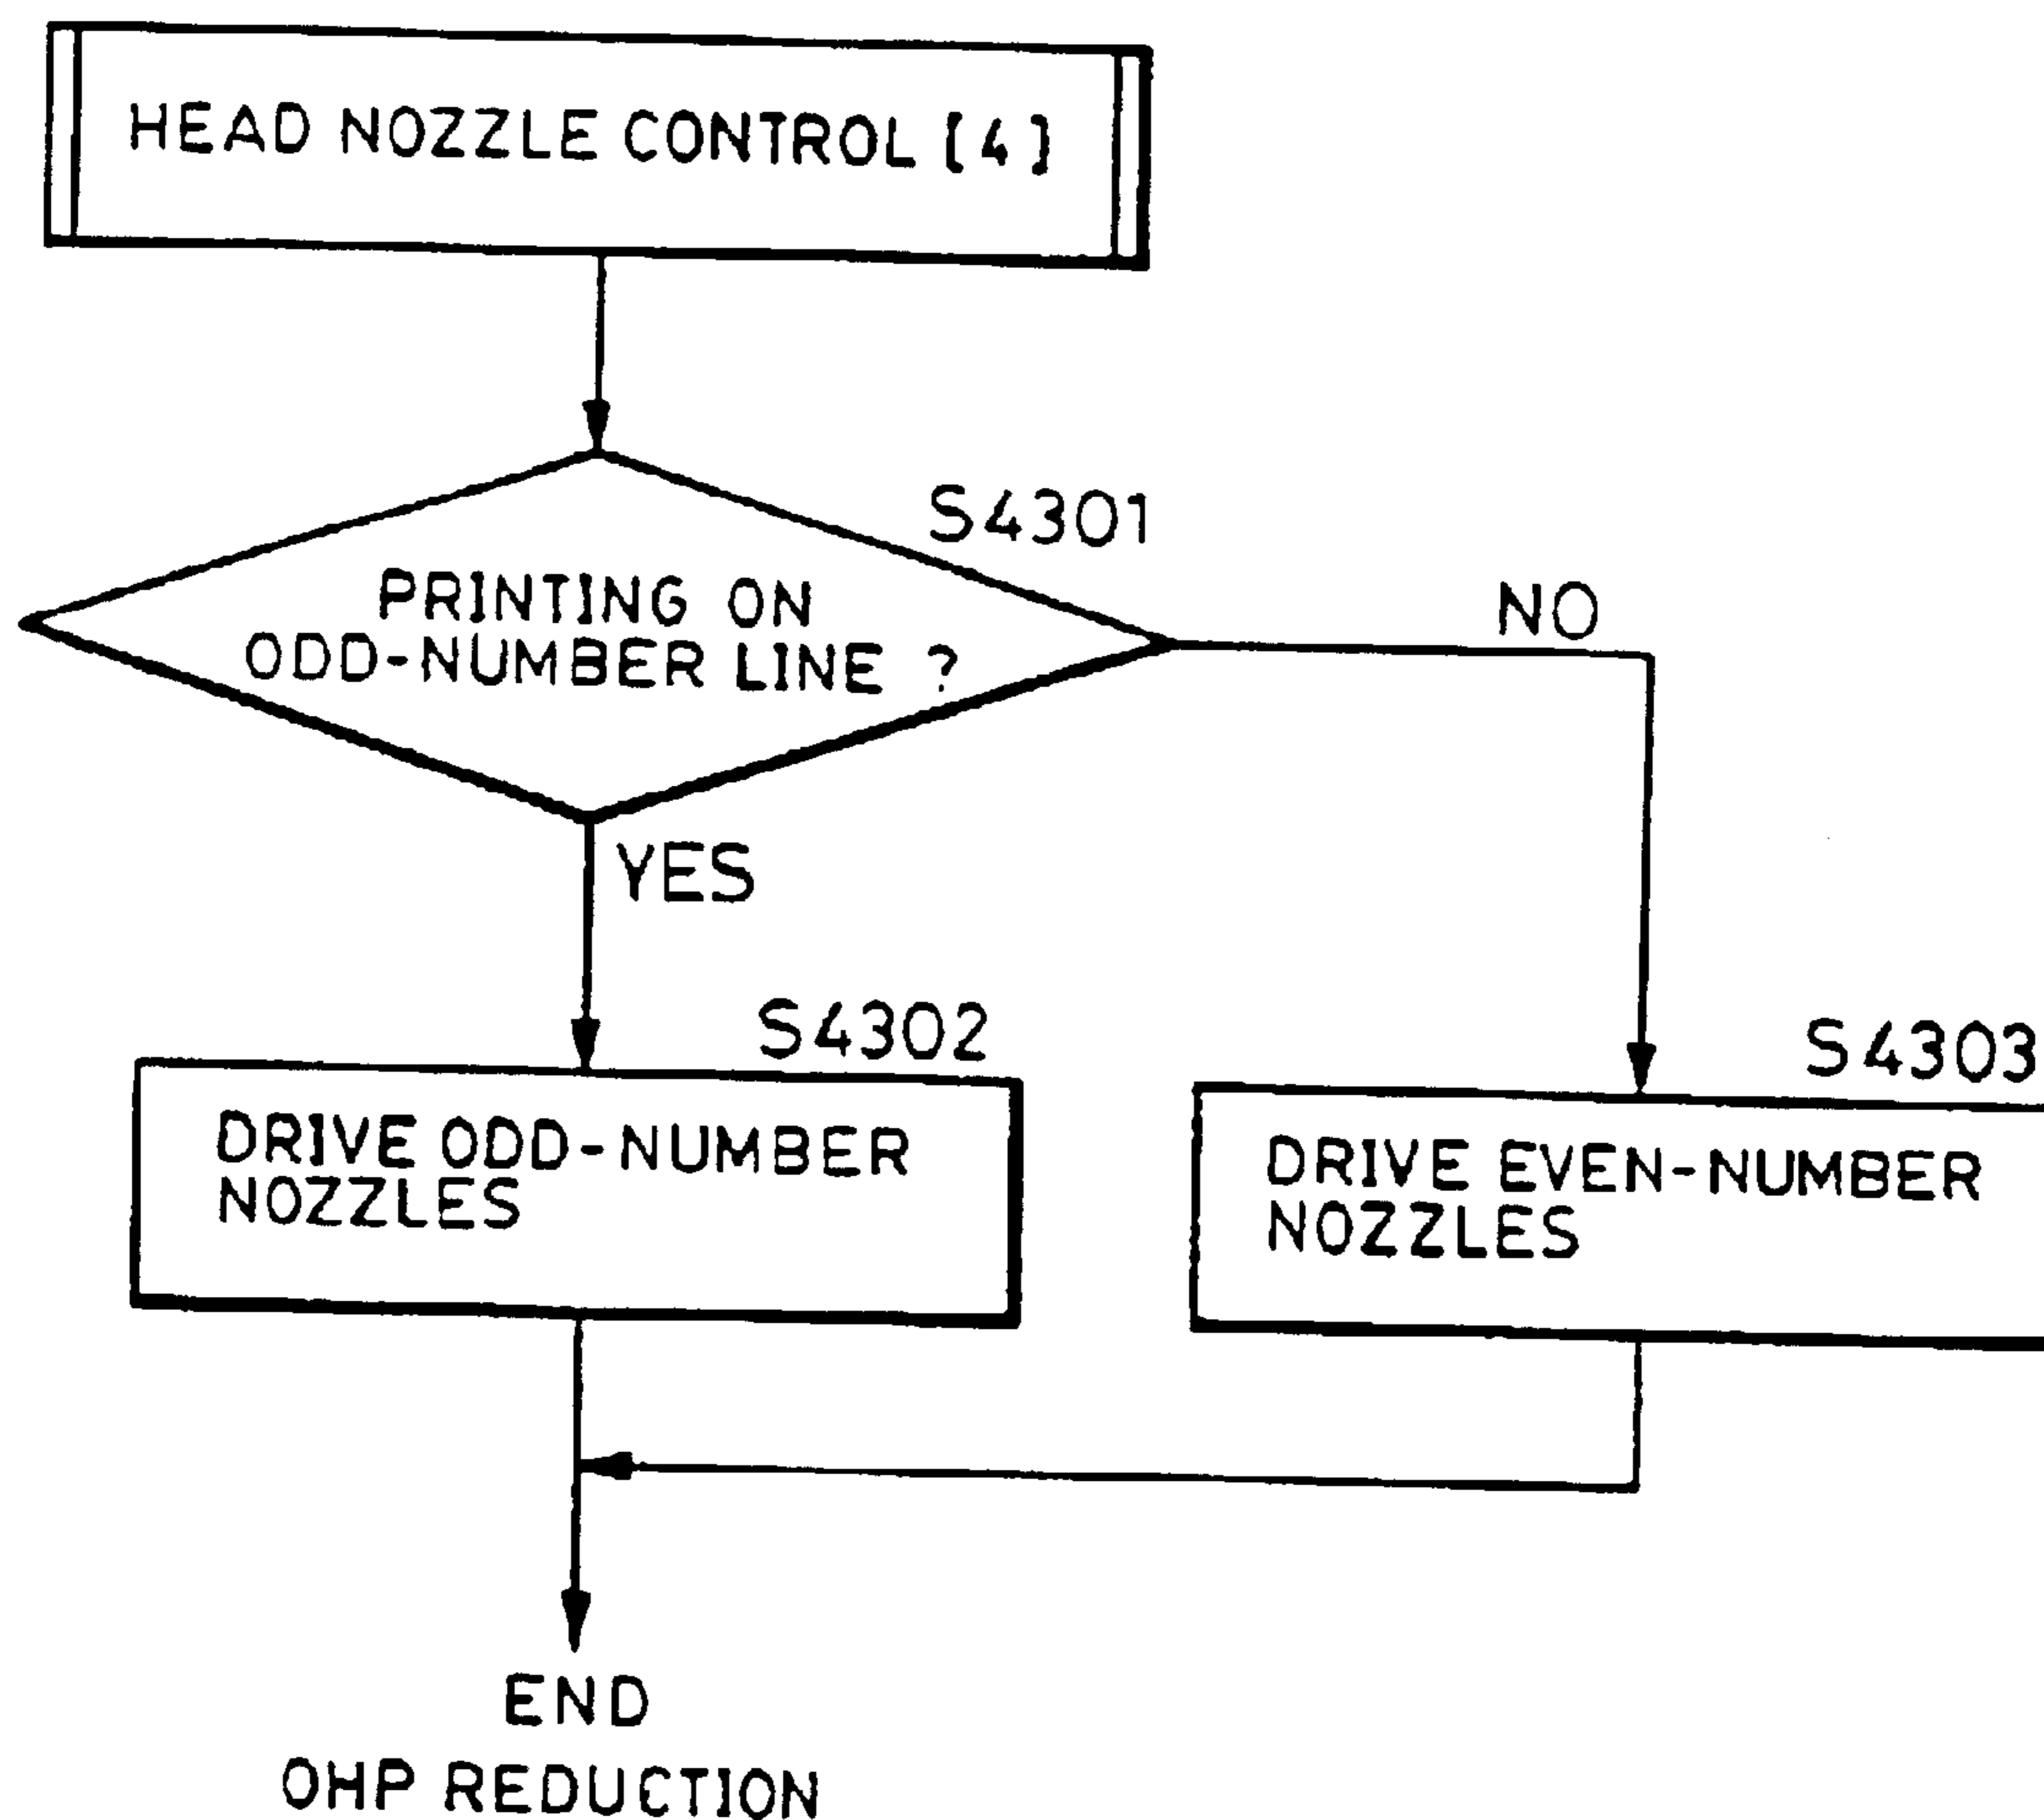 HEAD NOZZLE CONTROL [4]
S4301
PRINTING ON
ODD-NUMBER LINE ?
NO
YES
S4302
DRIVE ODD-NUMBER
NOZZLES
S4303
DRIVE EVEN-NUMBER
NOZZLES
END
OHP REDUCTION